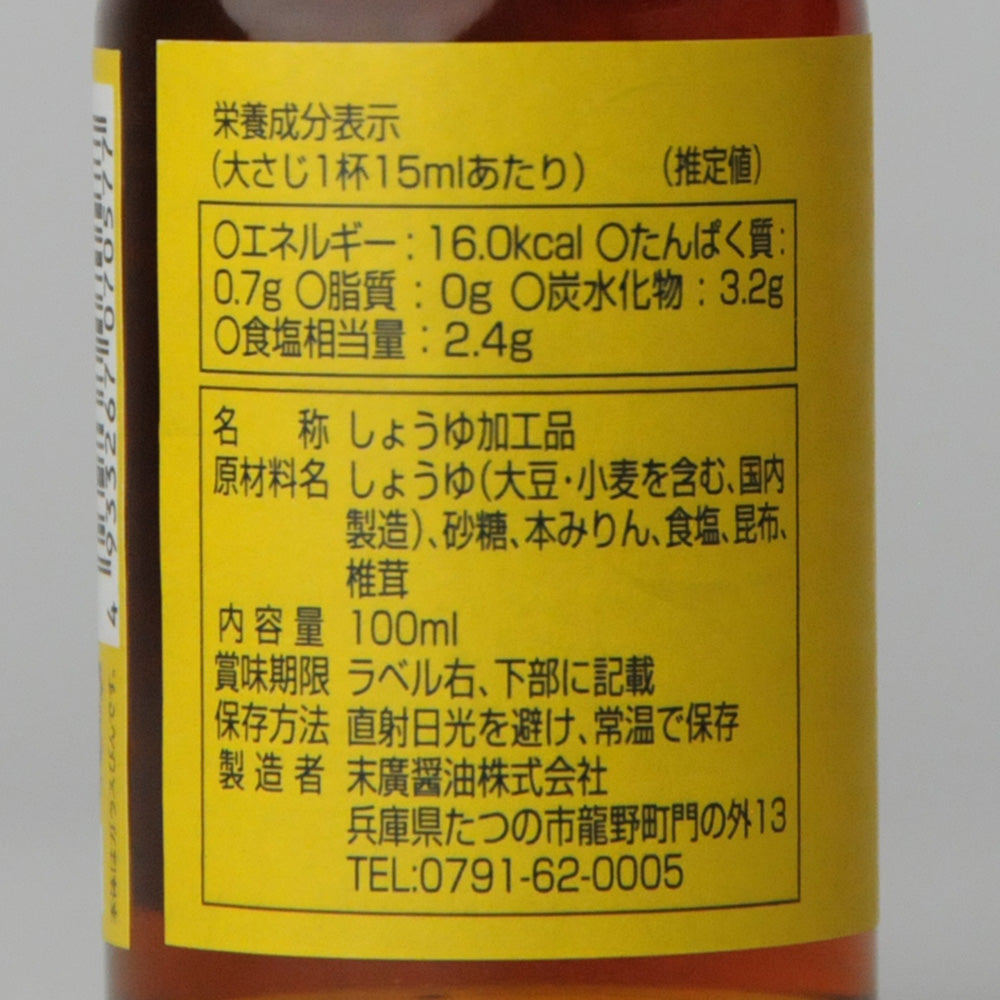 栄養成分表示
(大さじ1杯15mlあたり) (推定値)
〇エネルギー:16.0kcal 〇たんぱく質:
0.7g 〇脂質:0g 〇炭水化物:3.2g
〇食塩相当量:2.4g
名称 しょうゆ加工品
原材料名 しょうゆ(大豆・小麦を含む、国内
製造)、砂糖、本みりん、食塩、昆布、
椎茸
内容量 100ml
賞味期限 ラベル右、下部に記載
保存方法 直射日光を避け、常温で保存
製造者 末廣醤油株式会社
兵庫県たつの市龍野町門の外13
TEL:0791-62-0005